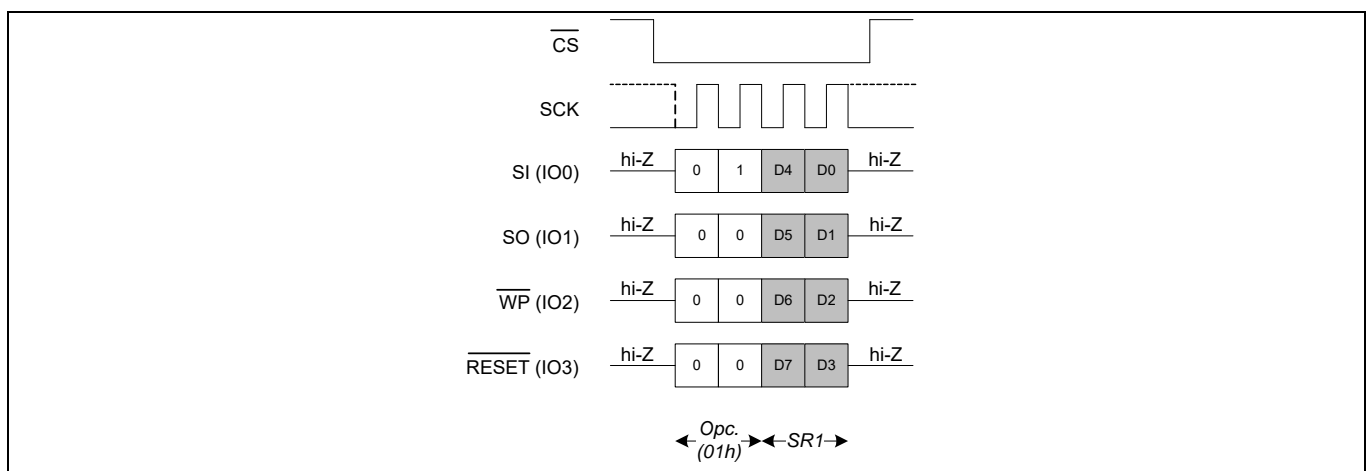 CS
SCK
SI (IO0) hi-Z 0 1 D4 D0 hi-Z
SO (IO1) hi-Z 0 0 D5 D1 hi-Z
WP (IO2) hi-Z 0 0 D6 D2 hi-Z
RESET (IO3) hi-Z 0 0 D7 D3 hi-Z
Opc. SR1
(01h)